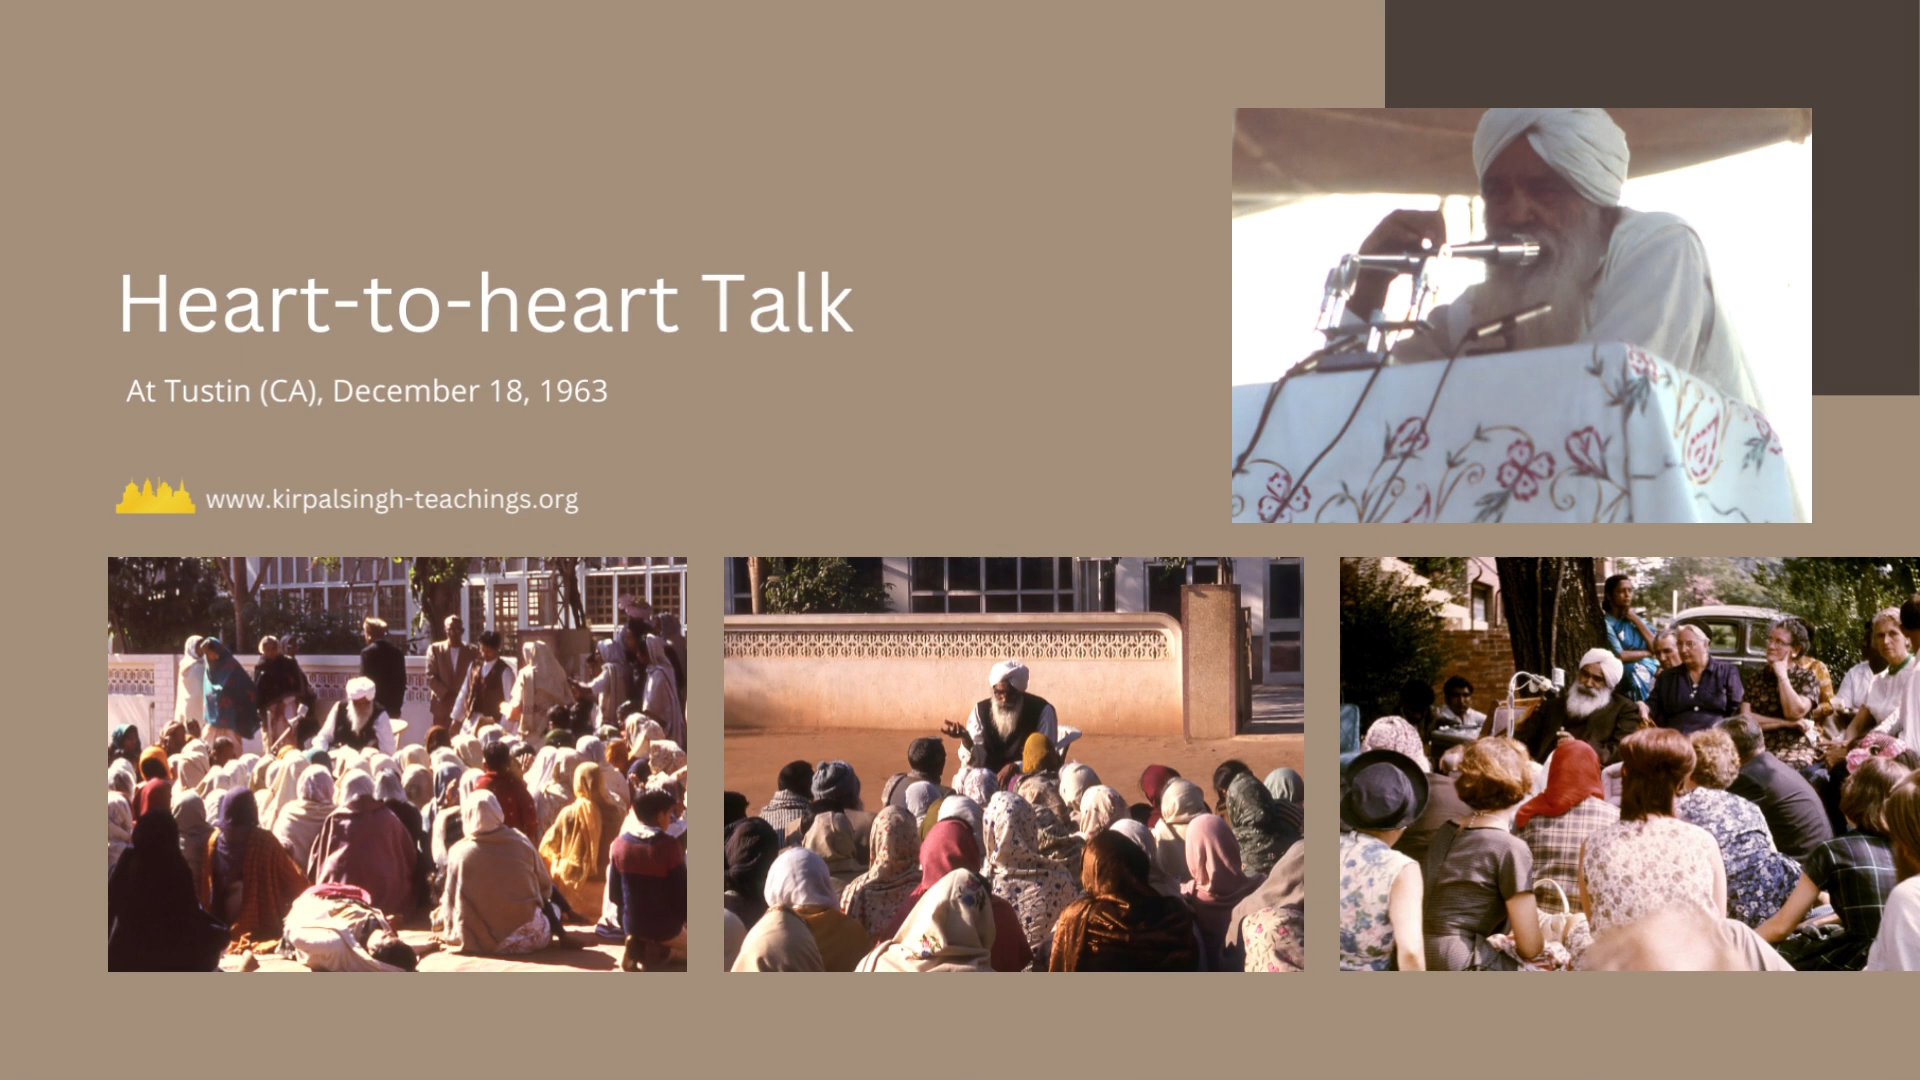 Heart-to-heart Talk
At Tustin (CA), December 18, 1963
www.kirpalsingh-teachings.org